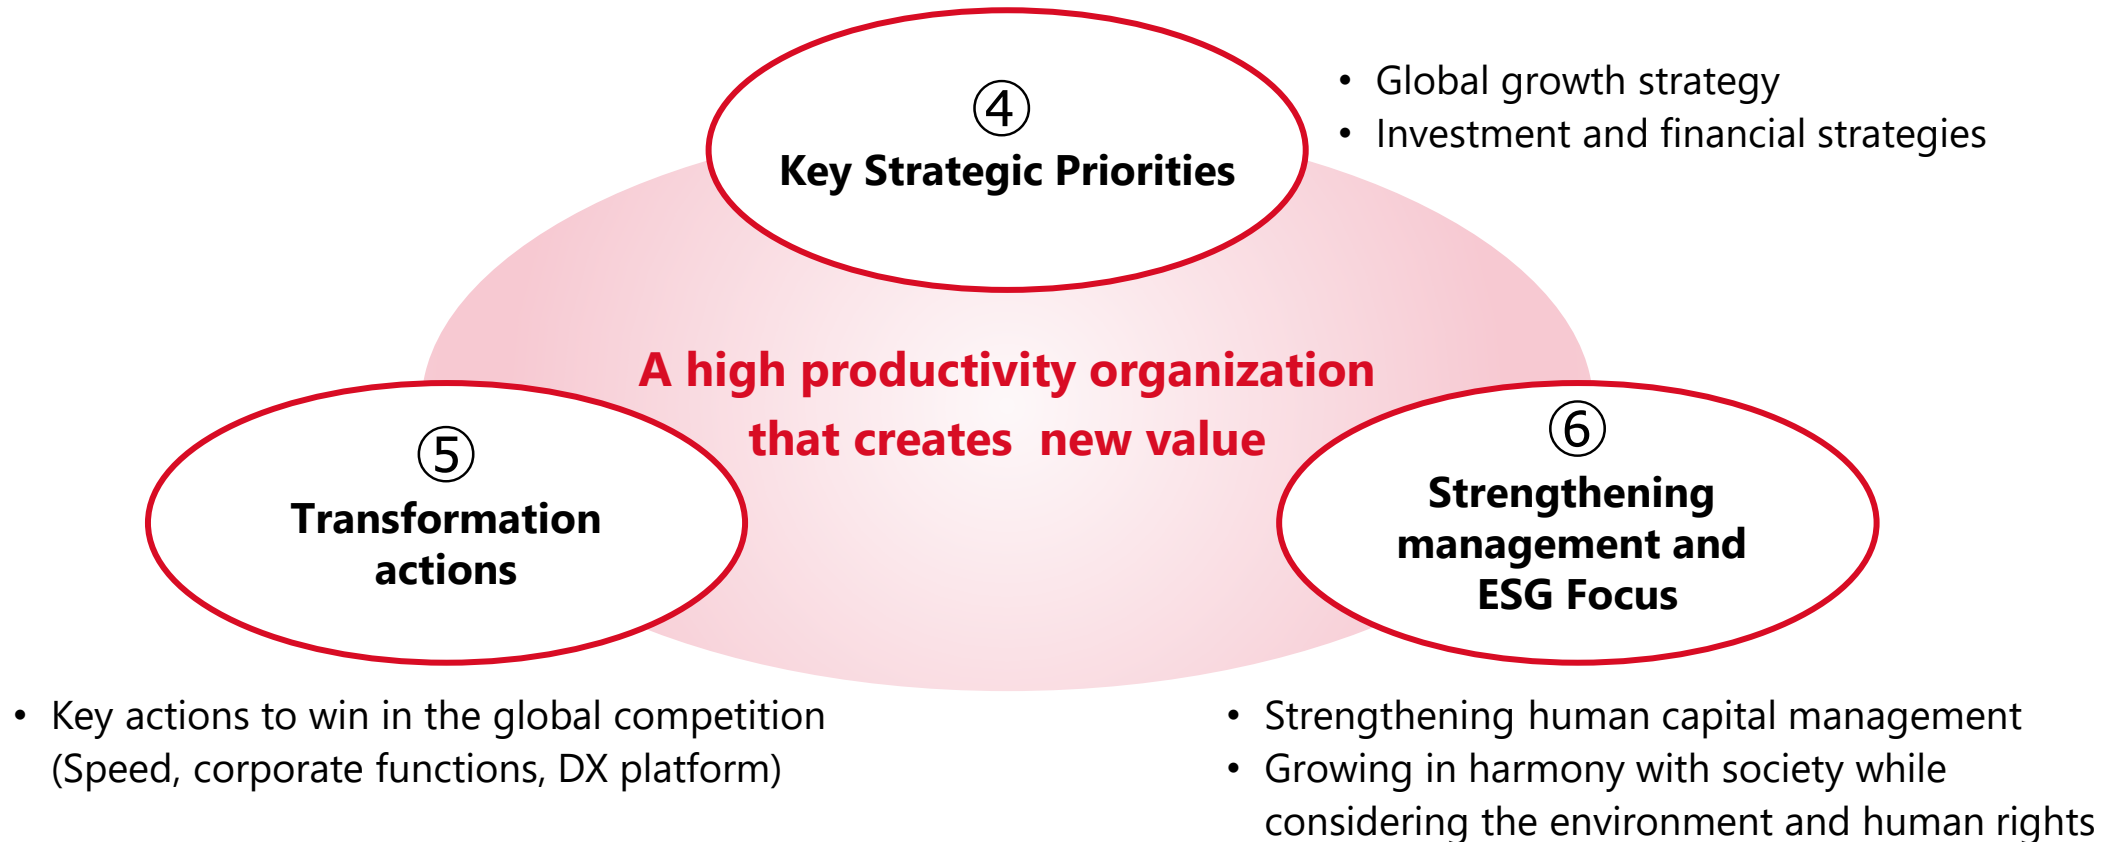 ④
Key Strategic Priorities
• Global growth strategy
• Investment and financial strategies
A high productivity organization
that creates  new value
⑤
Transformation
actions
⑥
Strengthening
management and
ESG Focus
• Key actions to win in the global competition
(Speed, corporate functions, DX platform)
• Strengthening human capital management
• Growing in harmony with society while
considering the environment and human rights